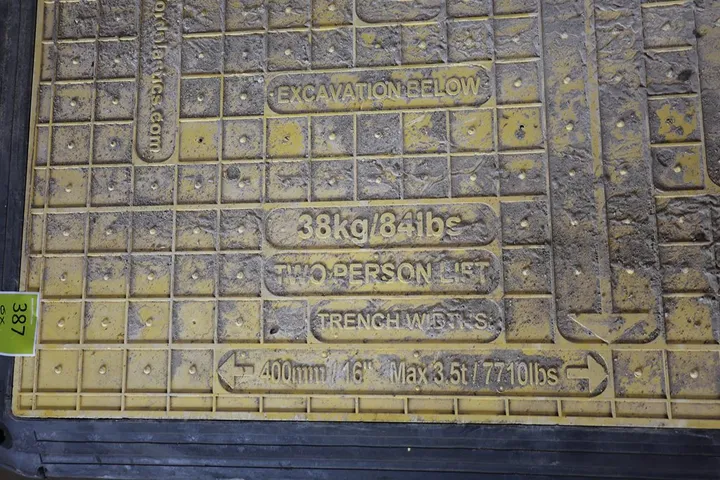 EXCAVATION BELOW
38kg/84lbs
TWO PERSON LIFT
TRENCH WIDTHS
400mm / 16" Max 3.5t / 7710lbs
387